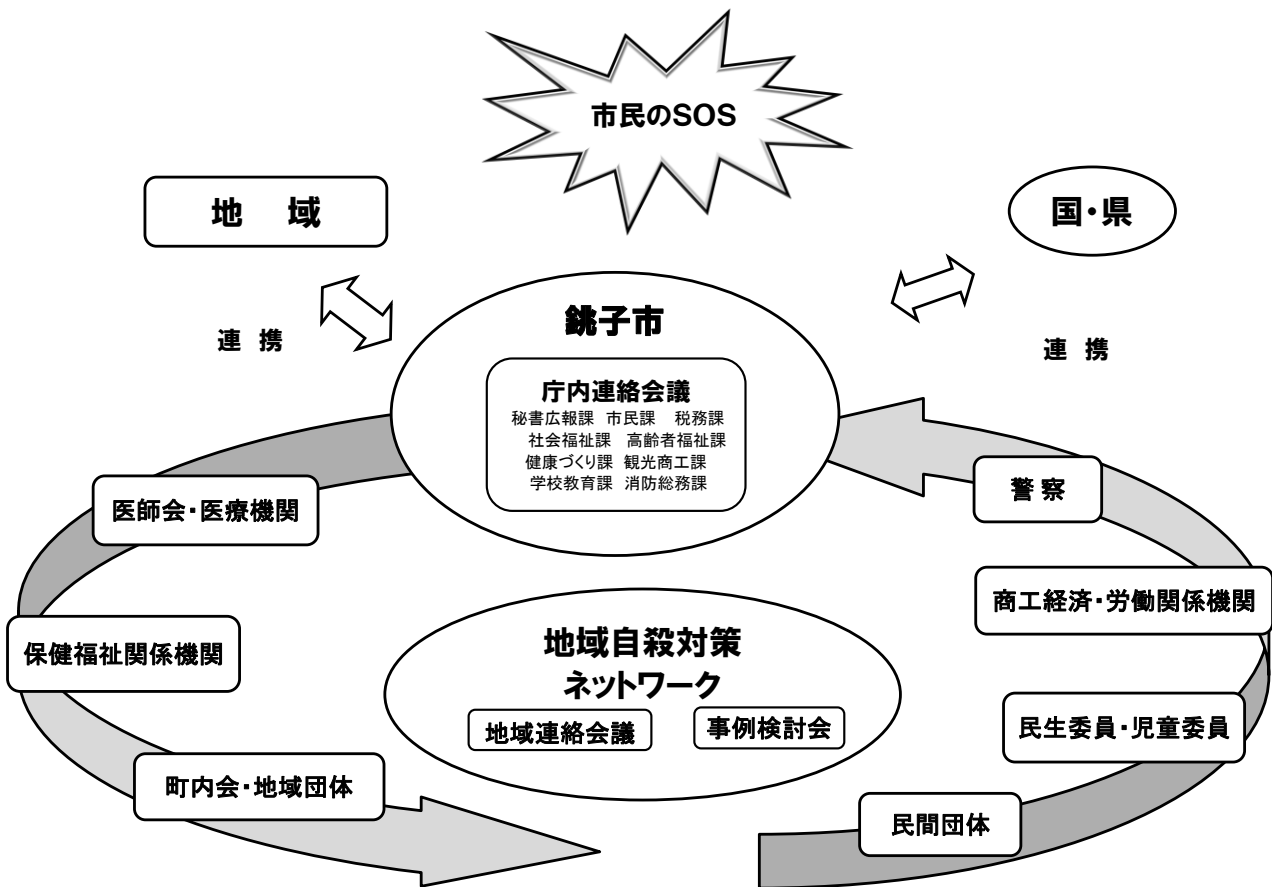 市民のSOS
地 域
国・県
連 携
連 携
銚子市
庁内連絡会議
秘書広報課 市民課 税務課
社会福祉課 高齢者福祉課
健康づくり課 観光商工課
学校教育課 消防総務課
医師会・医療機関
警 察
商工経済・労働関係機関
保健福祉関係機関
地域自殺対策
ネットワーク
地域連絡会議
事例検討会
民生委員・児童委員
町内会・地域団体
民間団体